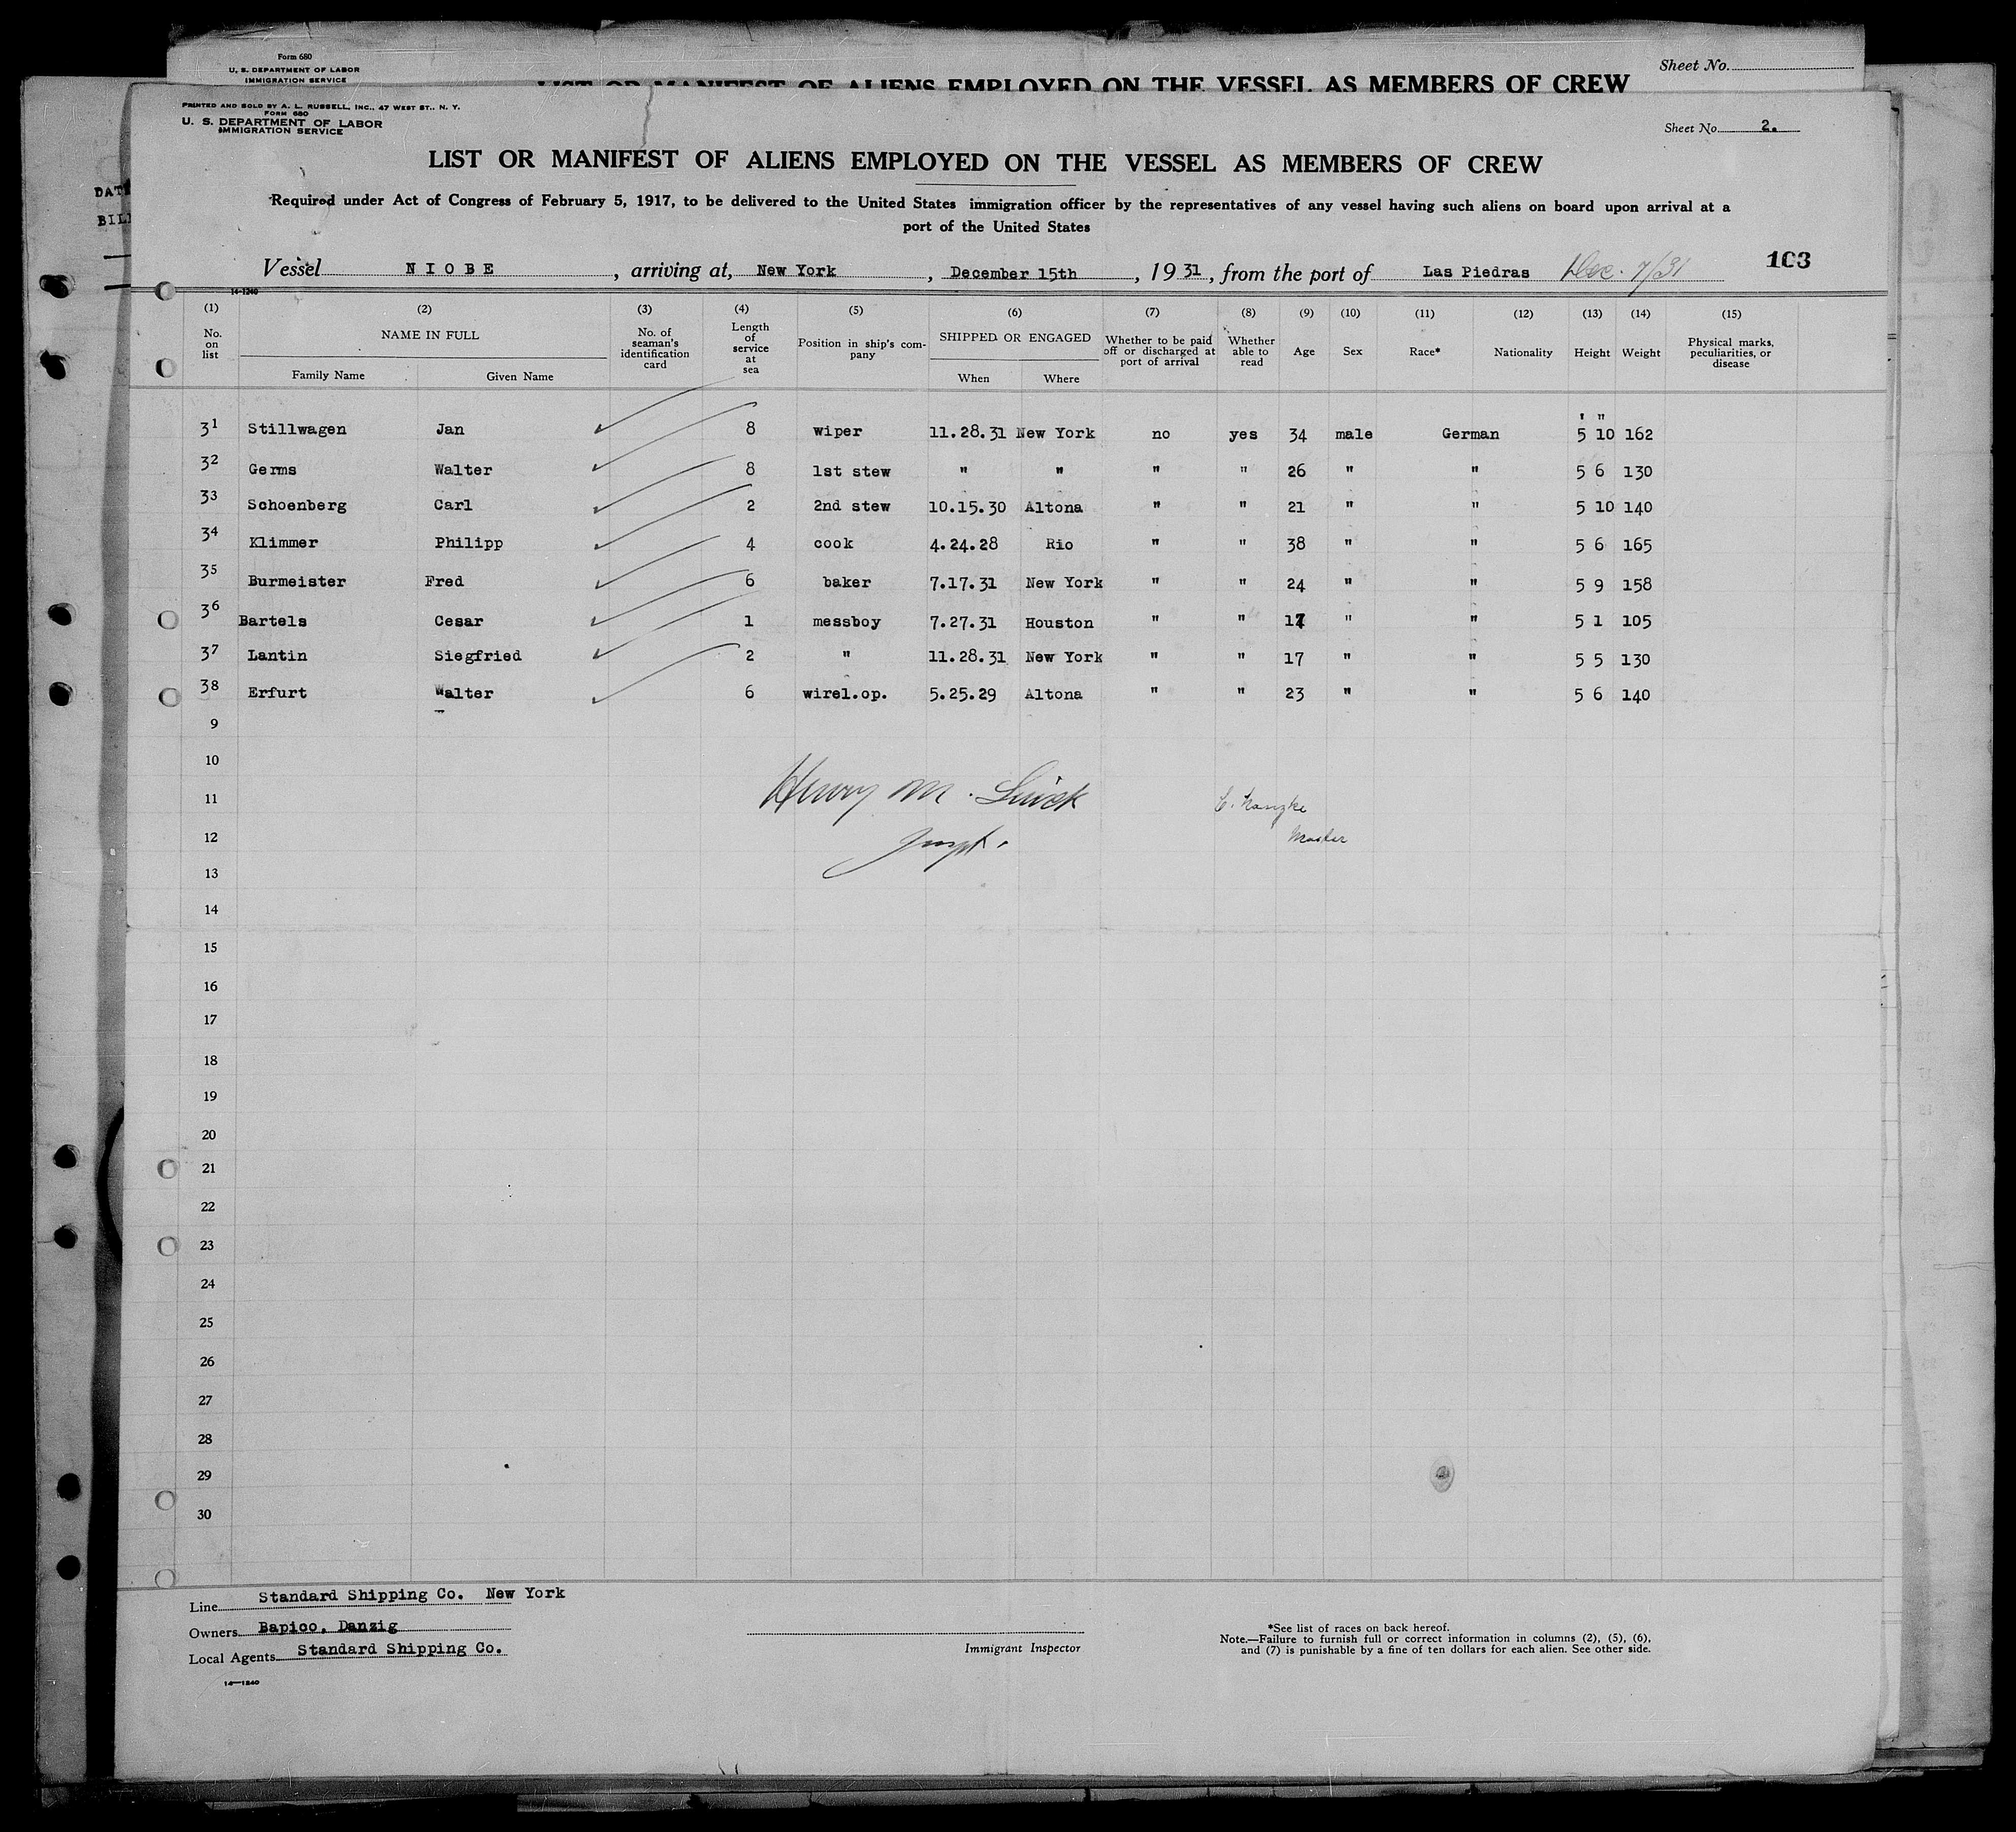 Form 680
U. S. DEPARTMENT OF LABOR
IMMIGRATION SERVICE
Sheet No.
LIST OR MANIFEST OF ALIENS EMPLOYED ON THE VESSEL AS MEMBERS OF CREW
PRINTED AND SOLD BY A. L. RUSSELL, INC., 47 WEST ST., N. Y.
FORM 680
U. S. DEPARTMENT OF LABOR
IMMIGRATION SERVICE
Sheet No. 2.
LIST OR MANIFEST OF ALIENS EMPLOYED ON THE VESSEL AS MEMBERS OF CREW
Required under Act of Congress of February 5, 1917, to be delivered to the United States immigration officer by the representatives of any vessel having such aliens on board upon arrival at a
port of the United States
Vessel NIOBE, arriving at, New York, December 15th, 1931, from the port of Las Piedras Dec. 7/31 103
14-1240
(1) (2) (3) (4) (5) (6) (7) (8) (9) (10) (11) (12) (13) (14) (15)
No. on list NAME IN FULL Family Name Given Name No. of seaman's identification card Length of service at sea Position in ship's company SHIPPED OR ENGAGED When Where Whether to be paid off or discharged at port of arrival Whether able to read Age Sex Race* Nationality Height Weight Physical marks, peculiarities, or disease
31 Stillwagen Jan 8 wiper 11.28.31 New York no yes 34 male German 5 ' 10 " 162
32 Germs Walter 8 1st stew " " " " 26 " " 5 6 130
33 Schoenberg Carl 2 2nd stew 10.15.30 Altona " " 21 " " 5 10 140
34 Klimmer Philipp 4 cook 4.24.28 Rio " " 38 " " 5 6 165
35 Burmeister Fred 6 baker 7.17.31 New York " " 24 " " 5 9 158
36 Bartels Cesar 1 messboy 7.27.31 Houston " " 17 " " 5 1 105
37 Lantin Siegfried 2 " 11.28.31 New York " " 17 " " 5 5 130
38 Erfurt Walter 6 wirel.op. 5.25.29 Altona " " 23 " " 5 6 140
9
10
11
12
13
14
15
16
17
18
19
20
21
22
23
24
25
26
27
28
29
30
Henry M.
Inspt.
Master
Line Standard Shipping Co. New York
Owners Bapico, Danzig
Local Agents Standard Shipping Co.
14-1240
Immigrant Inspector
*See list of races on back hereof.
Note.—Failure to furnish full or correct information in columns (2), (5), (6),
and (7) is punishable by a fine of ten dollars for each alien. See other side.